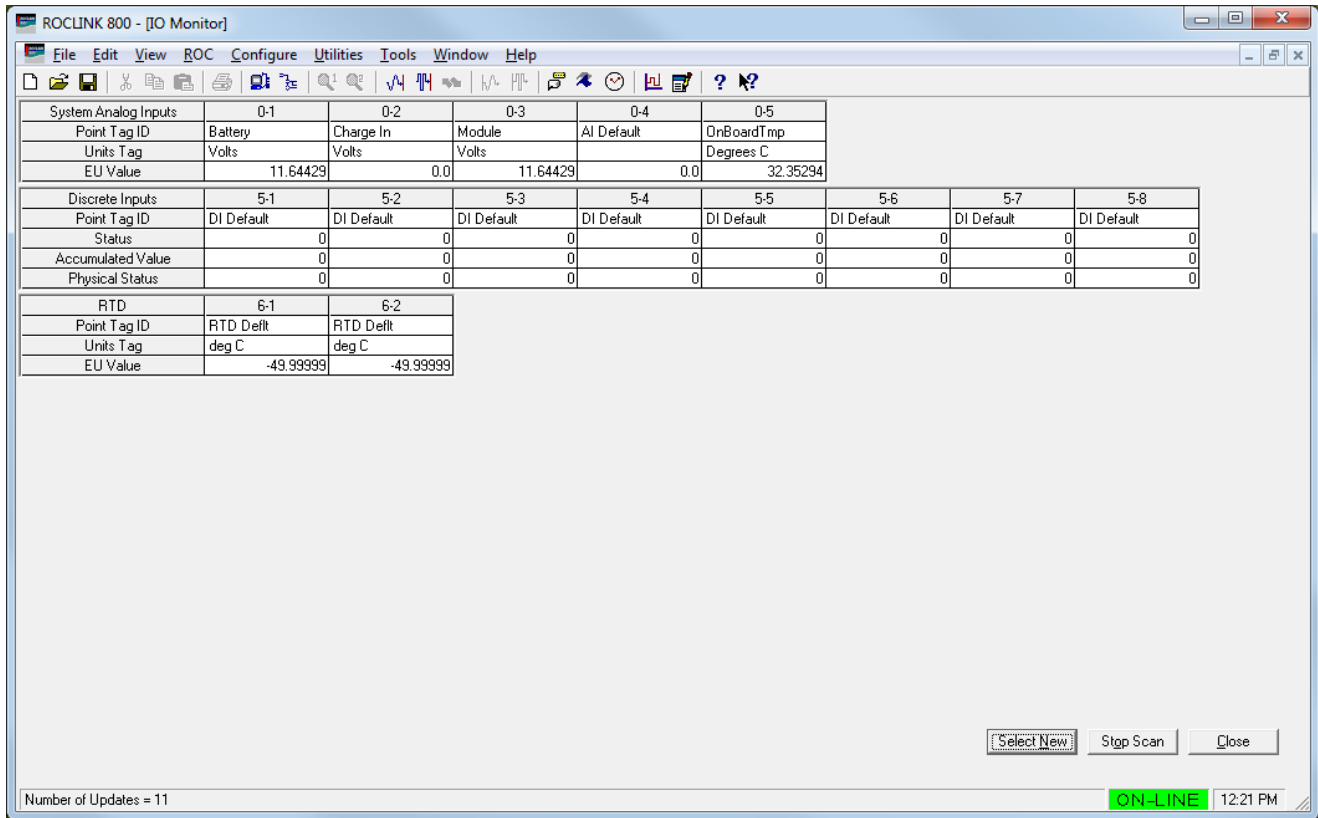 ROCLINK 800 - [IO Monitor]
File Edit View ROC Configure Utilities Tools Window Help
System Analog Inputs 0-1 0-2 0-3 0-4 0-5
Point Tag ID Battery Charge In Module AI Default OnBoardTmp
Units Tag Volts Volts Volts Degrees C
EU Value 11.64429 0.0 11.64429 0.0 32.35294
Discrete Inputs 5-1 5-2 5-3 5-4 5-5 5-6 5-7 5-8
Point Tag ID DI Default DI Default DI Default DI Default DI Default DI Default DI Default DI Default
Status 0 0 0 0 0 0 0 0
Accumulated Value 0 0 0 0 0 0 0 0
Physical Status 0 0 0 0 0 0 0 0
RTD 6-1 6-2
Point Tag ID RTD Deflt RTD Deflt
Units Tag deg C deg C
EU Value -49.99999 -49.99999
Select New Stop Scan Close
Number of Updates = 11 ON-LINE 12:21 PM